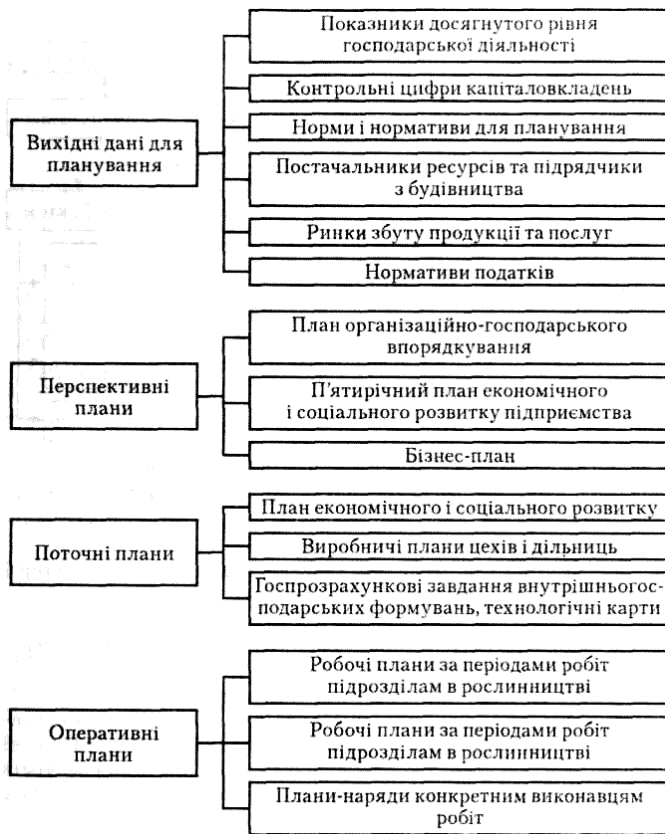 Вихідні дані для
планування
Показники досягнутого рівня
господарської діяльності
Контрольні цифри капіталовкладень
Норми і нормативи для планування
Постачальники ресурсів та підрядчики
з будівництва
Ринки збуту продукції та послуг
Нормативи податків
Перспективні
плани
План організаційно-господарського
впорядкування
П’ятирічний план економічного
і соціального розвитку підприємства
Бізнес-план
Поточні плани
План економічного і соціального розвитку
Виробничі плани цехів і дільниць
Госпрозрахункові завдання внутрішньогос-
подарських формувань, технологічні карти
Оперативні
плани
Робочі плани за періодами робіт
підрозділам в рослинництві
Робочі плани за періодами робіт
підрозділам в рослинництві
Плани-наряди конкретним виконавцям
робіт